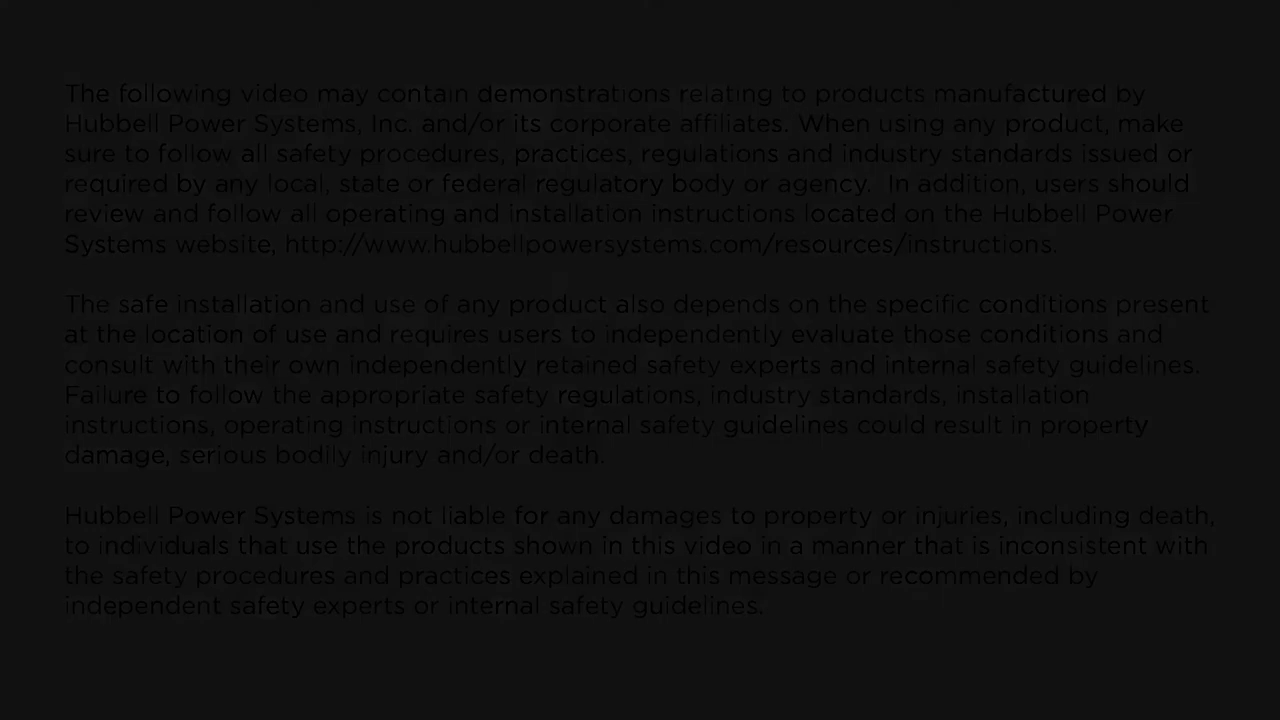 The following video may contain demonstrations relating to products manufactured by
Hubbell Power Systems, Inc. and/or its corporate affiliates. When using any product, make
sure to follow all safety procedures, practices, regulations and industry standards issued or
required by any local, state or federal regulatory body or agency.  In addition, users should
review and follow all operating and installation instructions located on the Hubbell Power
Systems website, http://www.hubbellpowersystems.com/resources/instructions.
The safe installation and use of any product also depends on the specific conditions present
at the location of use and requires users to independently evaluate those conditions and
consult with their own independently retained safety experts and internal safety guidelines.
Failure to follow the appropriate safety regulations, industry standards, installation
instructions, operating instructions or internal safety guidelines could result in property
damage, serious bodily injury and/or death.
Hubbell Power Systems is not liable for any damages to property or injuries, including death,
to individuals that use the products shown in this video in a manner that is inconsistent with
the safety procedures and practices explained in this message or recommended by
independent safety experts or internal safety guidelines.